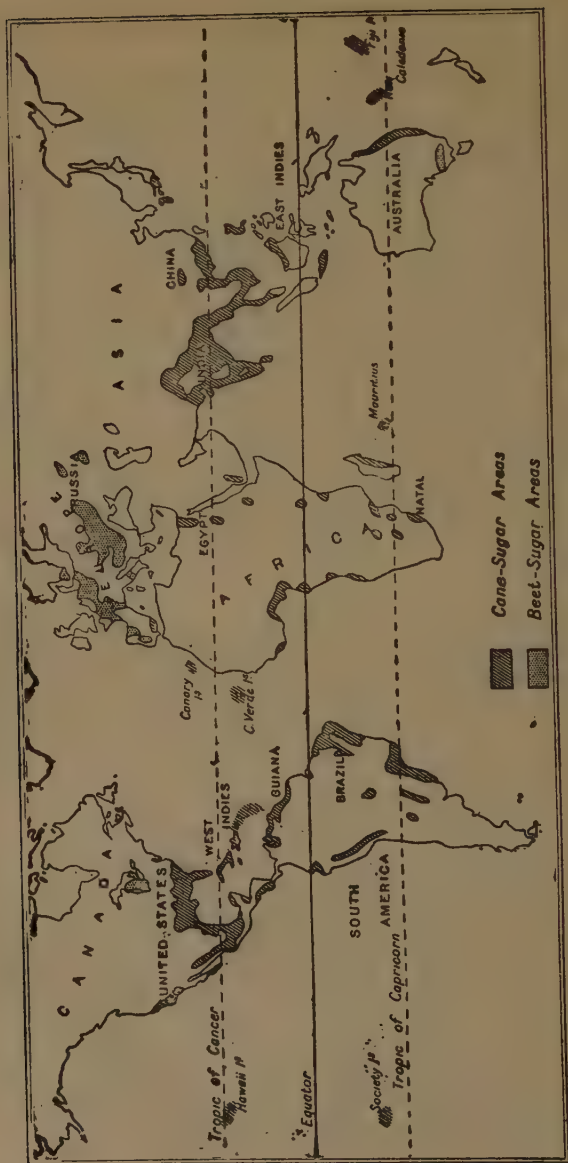 CANADA
UNITED STATES
WEST
INDIES
GUIANA
BRAZIL
SOUTH
AMERICA
Tropic of Cancer
Hawaii Is
Equator
Society Is
Tropic of Capricorn
Canary
Is
C. Verde Is
EUROPE
RUSSIA
ASIA
EGYPT
INDIA
CHINA
EAST INDIES
Mauritius
NATAL
AUSTRALIA
Fiji Is
New
Caledonia
Cane-Sugar Areas
Beet-Sugar Areas